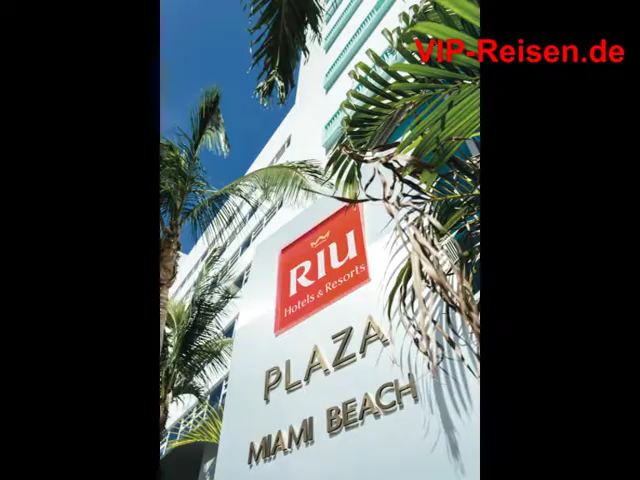 VIP-Reisen.de
RIU
Hotels & Resorts
PLAZA
MIAMI BEACH